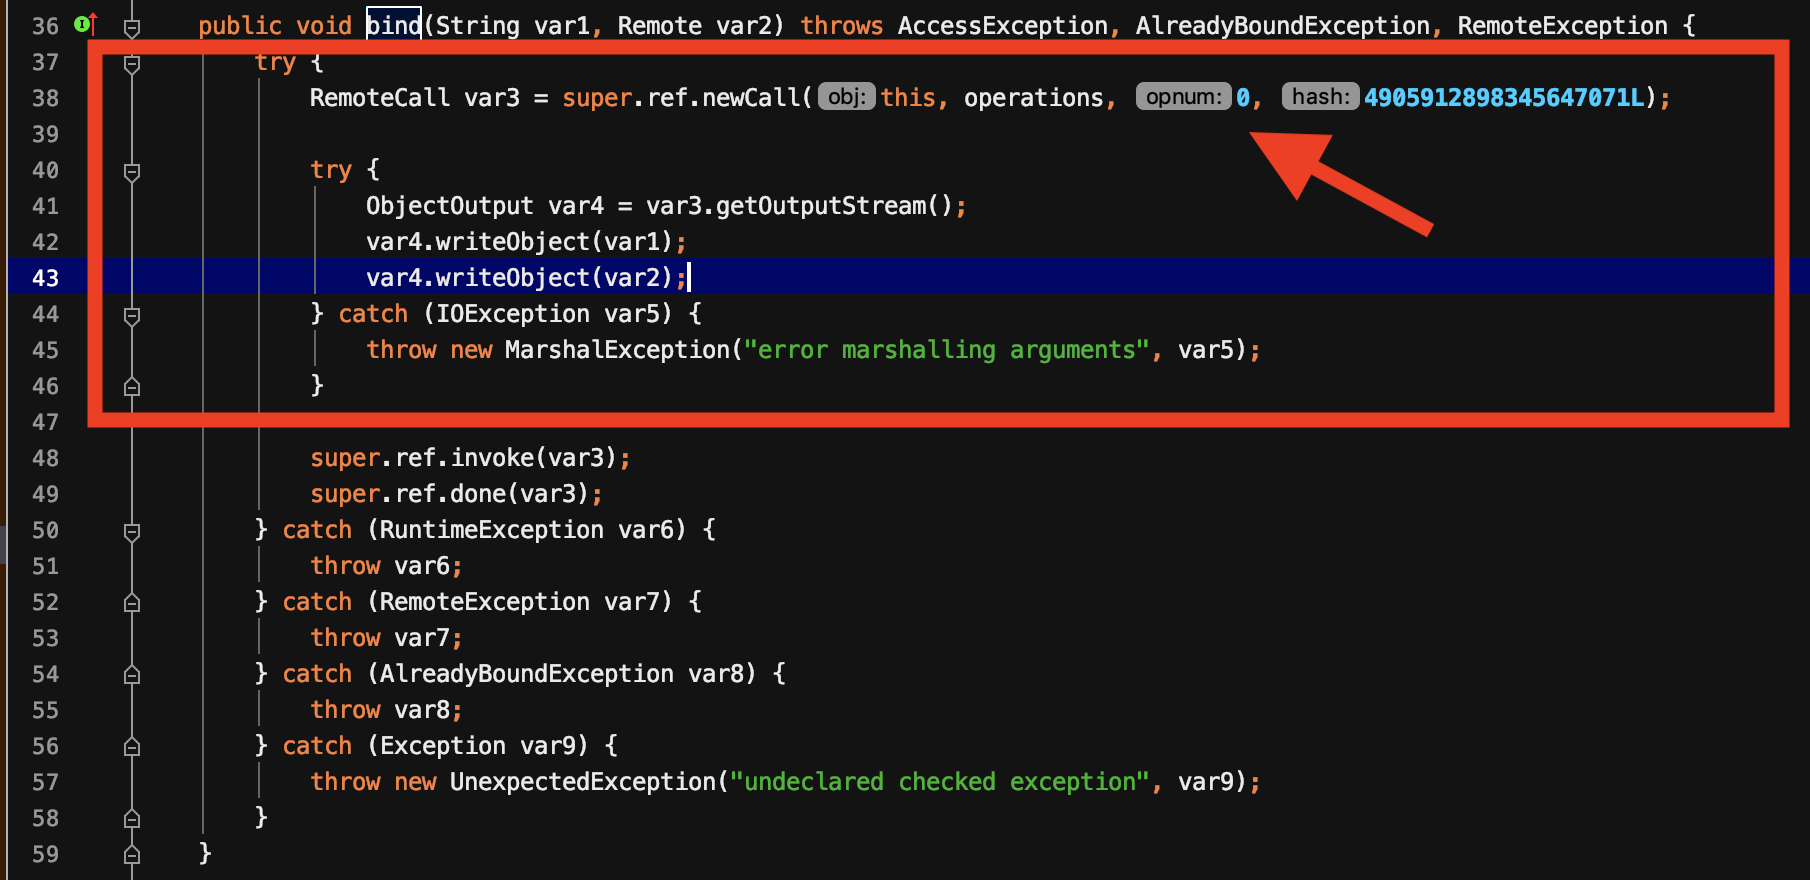 36 public void bind(String var1, Remote var2) throws AccessException, AlreadyBoundException, RemoteException {
37 try {
38 RemoteCall var3 = super.ref.newCall( obj: this, operations, opnum: 0, hash: 4905912898345647071L);
39
40 try {
41 ObjectOutput var4 = var3.getOutputStream();
42 var4.writeObject(var1);
43 var4.writeObject(var2);
44 } catch (IOException var5) {
45 throw new MarshalException("error marshalling arguments", var5);
46 }
47
48 super.ref.invoke(var3);
49 super.ref.done(var3);
50 } catch (RuntimeException var6) {
51 throw var6;
52 } catch (RemoteException var7) {
53 throw var7;
54 } catch (AlreadyBoundException var8) {
55 throw var8;
56 } catch (Exception var9) {
57 throw new UnexpectedException("undeclared checked exception", var9);
58 }
59 }